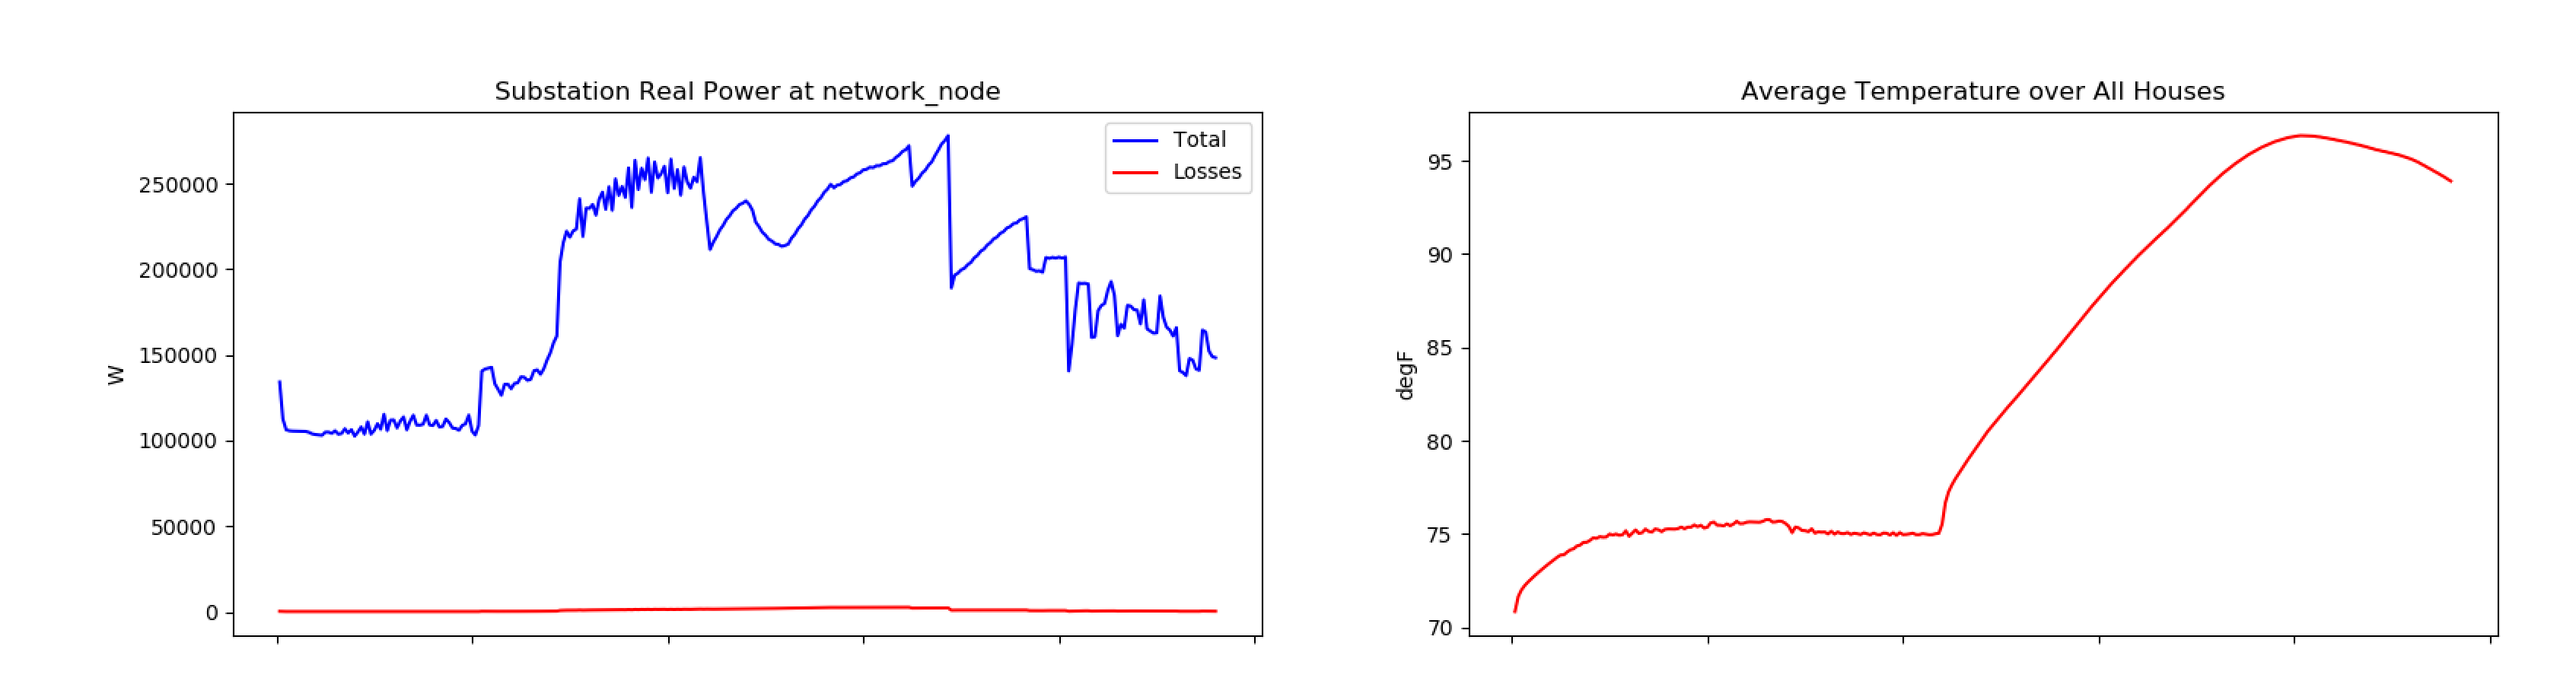 Substation Real Power at network_node
Total
Losses
250000
200000
150000
100000
50000
0
W
Average Temperature over All Houses
95
90
85
80
75
70
degF